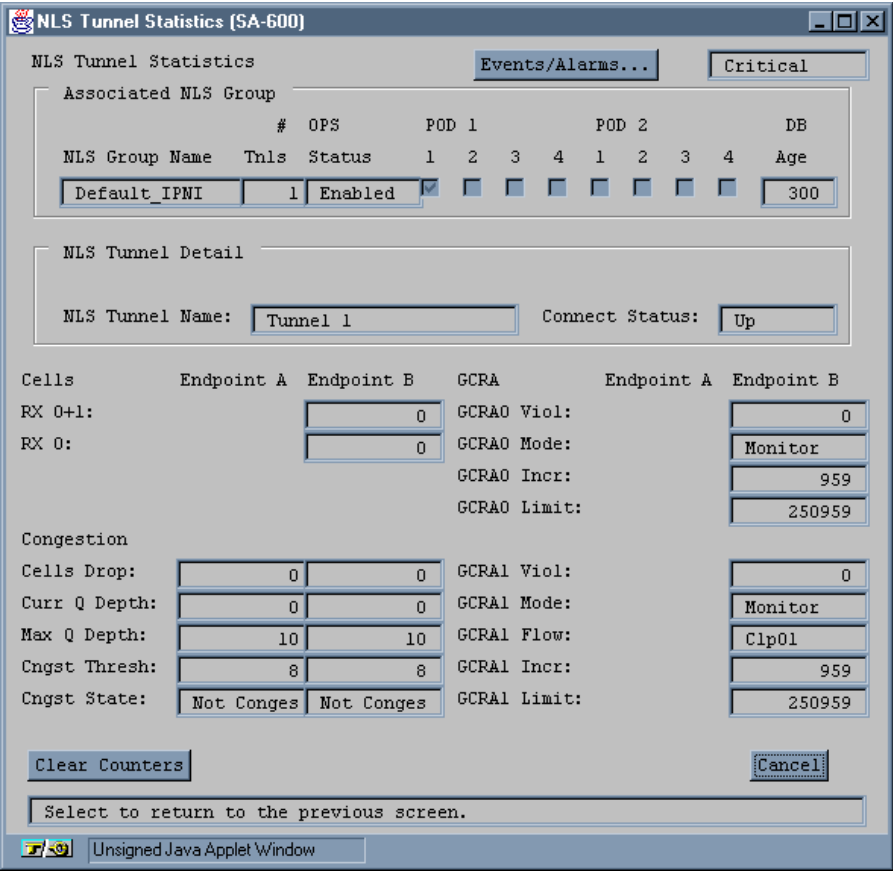 NLS Tunnel Statistics (SA-600)
NLS Tunnel Statistics Events/Alarms... Critical
Associated NLS Group
# OPS POD 1 POD 2 DB
NLS Group Name Tnls Status 1 2 3 4 1 2 3 4 Age
Default_IPNI 1 Enabled 300
NLS Tunnel Detail
NLS Tunnel Name: Tunnel 1 Connect Status: Up
Cells Endpoint A Endpoint B GCRA Endpoint A Endpoint B
RX 0+1: 0 GCRA0 Viol: 0
RX 0: 0 GCRA0 Mode: Monitor
GCRA0 Incr: 959
GCRA0 Limit: 250959
Congestion
Cells Drop: 0 0 GCRA1 Viol: 0
Curr Q Depth: 0 0 GCRA1 Mode: Monitor
Max Q Depth: 10 10 GCRA1 Flow: Clp01
Cngst Thresh: 8 8 GCRA1 Incr: 959
Cngst State: Not Conges Not Conges GCRA1 Limit: 250959
Clear Counters Cancel
Select to return to the previous screen.
Unsigned Java Applet Window